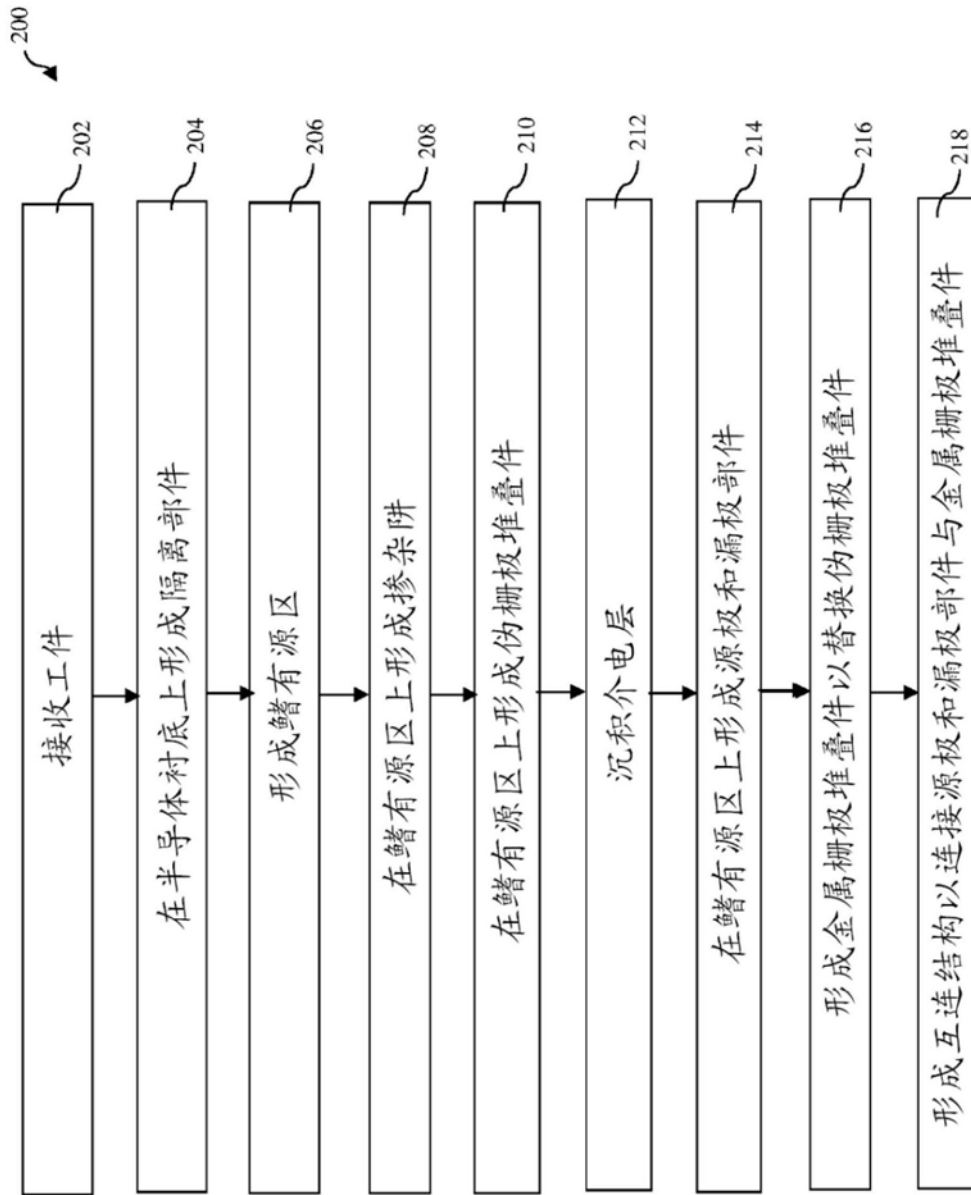 200
接收工件
202
在半导体衬底上形成隔离部件
204
形成鳍有源区
206
在鳍有源区上形成掺杂阱
208
在鳍有源区上形成伪栅极堆叠件
210
沉积介电层
212
在鳍有源区上形成源极和漏极部件
214
形成金属栅极堆叠件以替换伪栅极堆叠件
216
形成互连结构以连接源极和漏极部件与金属栅极堆叠件
218